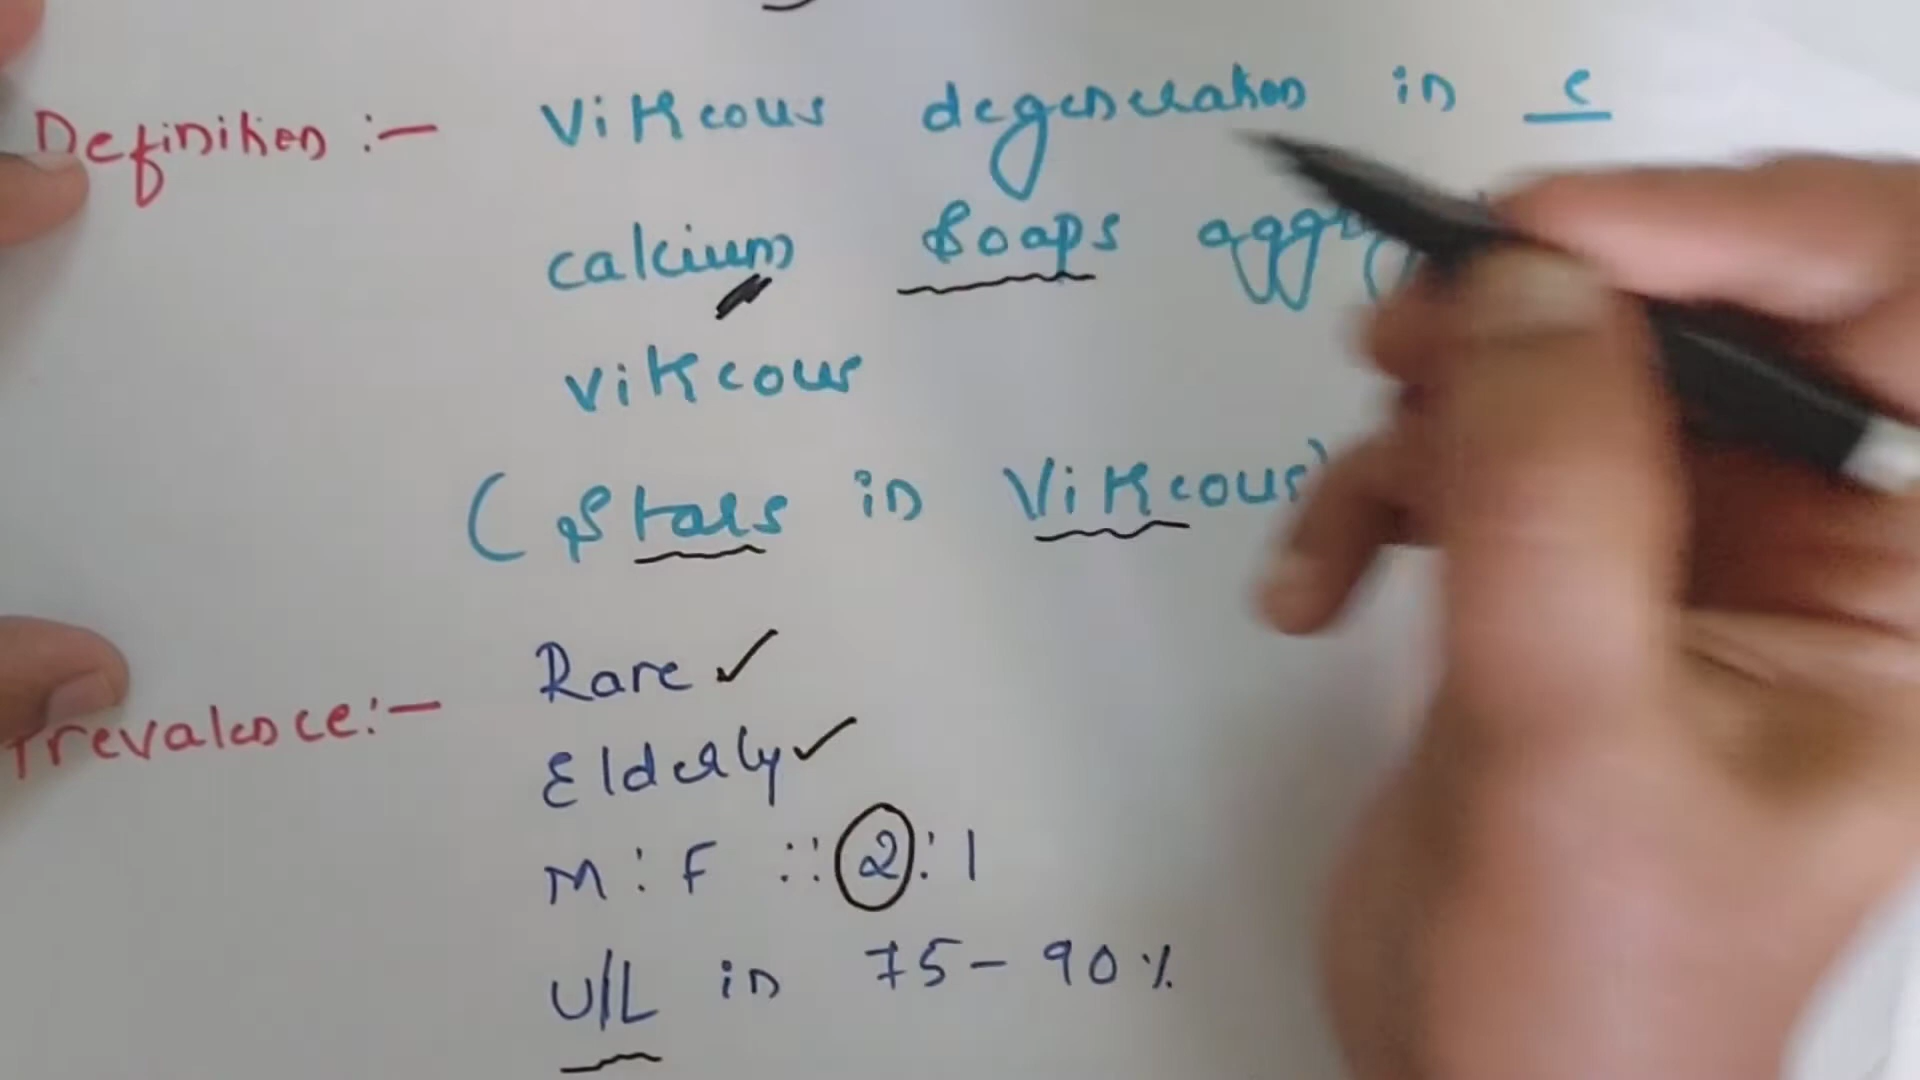 Definition :- Vitreous degeneration in c
calcium soaps
vitreous
(Stars in Vitreous)
Prevalence:- Rare ✓
Elderly ✓
M : F :: 2 : 1
U/L in 75 - 90 %